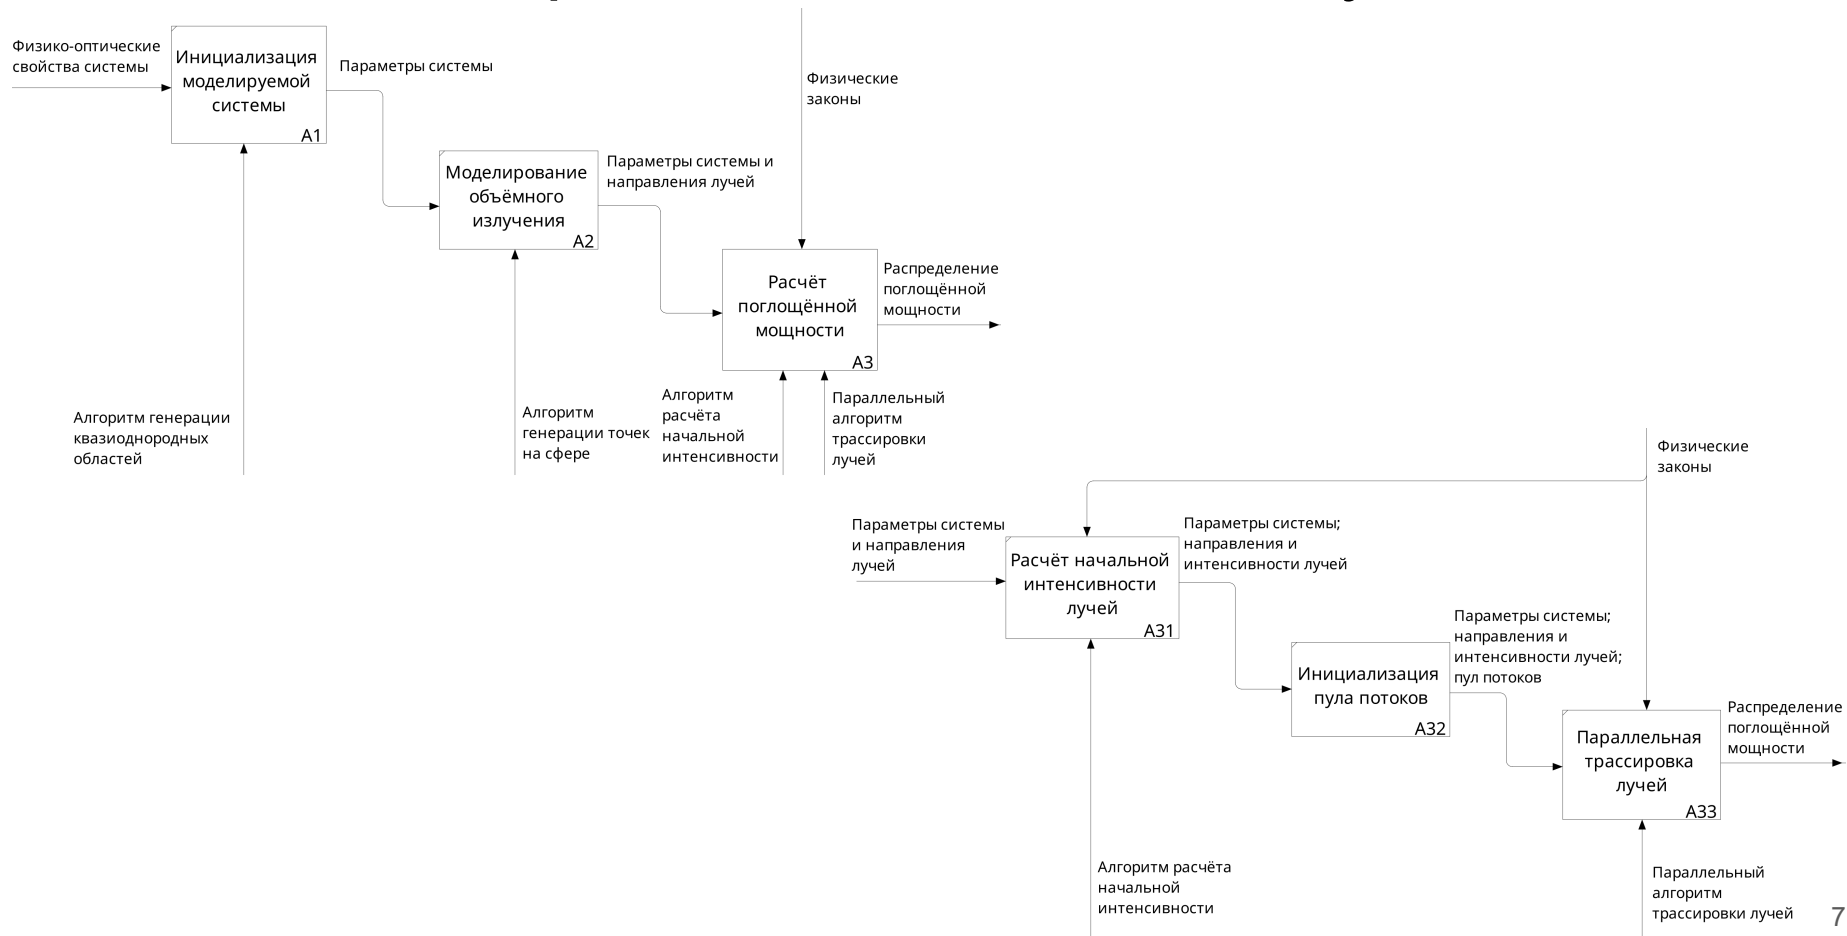 Физико-оптические
свойства системы
Инициализация
моделируемой
системы
A1
Параметры системы
Физические
законы
Моделирование
объёмного
излучения
A2
Параметры системы и
направления лучей
Расчёт
поглощённой
мощности
A3
Распределение
поглощённой
мощности
Алгоритм генерации
квазиоднородных
областей
Алгоритм
генерации точек
на сфере
Алгоритм
расчёта
начальной
интенсивности
Параллельный
алгоритм
трассировки
лучей
Физические
законы
Параметры системы
и направления
лучей
Расчёт начальной
интенсивности
лучей
A31
Параметры системы;
направления и
интенсивности лучей
Инициализация
пула потоков
A32
Параметры системы;
направления и
интенсивности лучей;
пул потоков
Параллельная
трассировка
лучей
A33
Распределение
поглощённой
мощности
Алгоритм расчёта
начальной
интенсивности
Параллельный
алгоритм
трассировки лучей
7